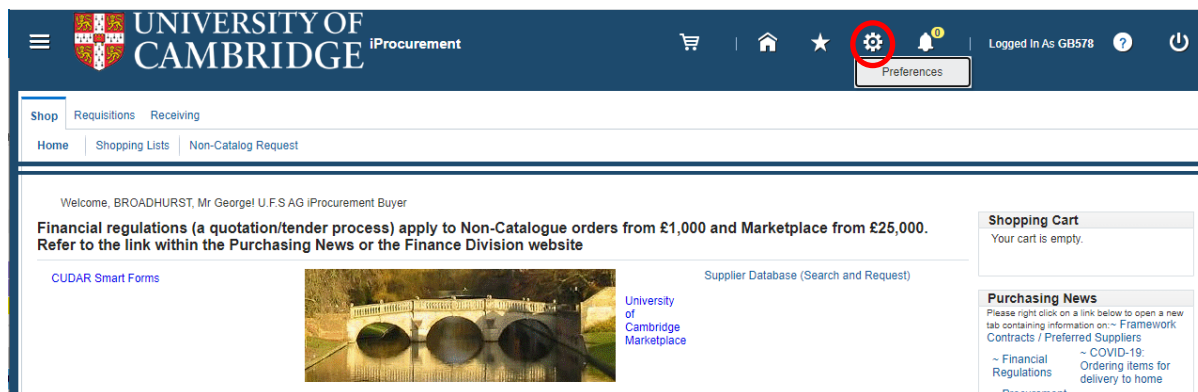 UNIVERSITY OF
CAMBRIDGE
iProcurement
0
Logged In As GB578
?
Preferences
Shop Requisitions Receiving
Home Shopping Lists Non-Catalog Request
Welcome, BROADHURST, Mr George! U.F.S AG iProcurement Buyer
Financial regulations (a quotation/tender process) apply to Non-Catalogue orders from £1,000 and Marketplace from £25,000.
Refer to the link within the Purchasing News or the Finance Division website
CUDAR Smart Forms
Supplier Database (Search and Request)
University
of
Cambridge
Marketplace
Shopping Cart
Your cart is empty.
Purchasing News
Please right click on a link below to open a new
tab containing information on:~ Framework
Contracts / Preferred Suppliers
~ Financial
Regulations
~ COVID-19:
Ordering items for
delivery to home
~ Procurement